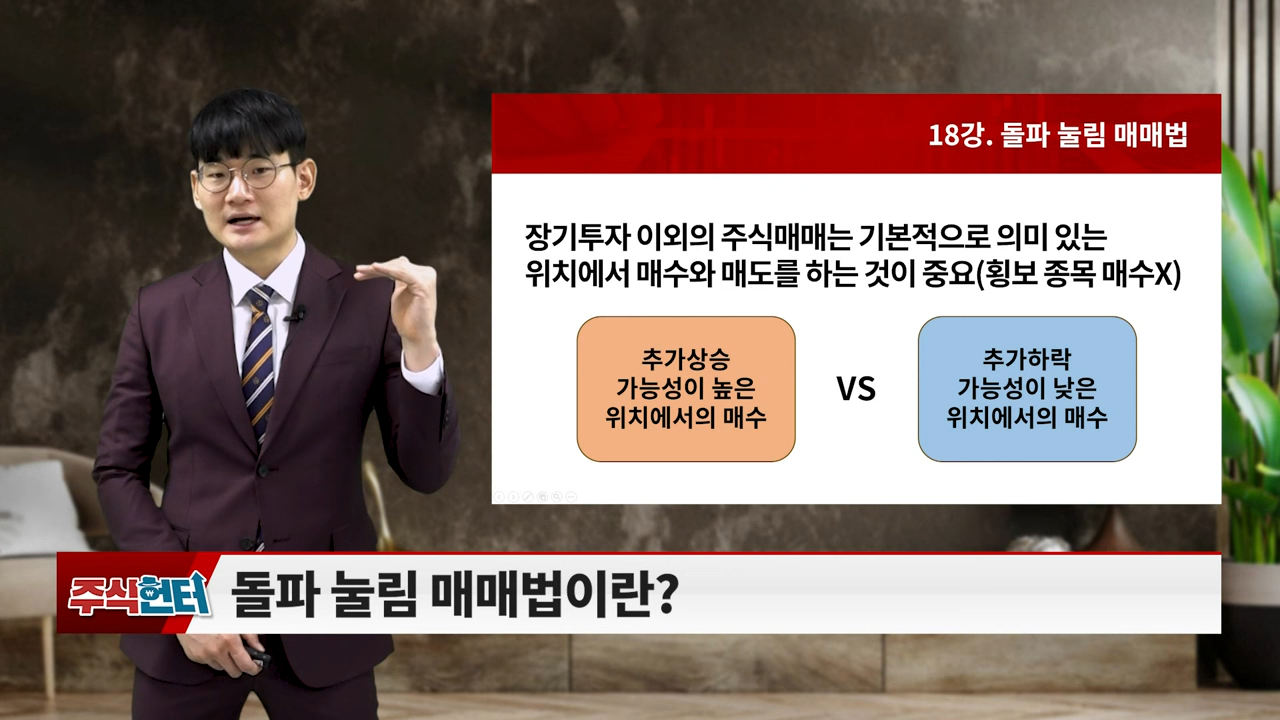 18강. 돌파 눌림 매매법
장기투자 이외의 주식매매는 기본적으로 의미 있는
위치에서 매수와 매도를 하는 것이 중요(횡보 종목 매수X)
추가상승
가능성이 높은
위치에서의 매수
VS
추가하락
가능성이 낮은
위치에서의 매수
주식헌터
돌파 눌림 매매법이란?